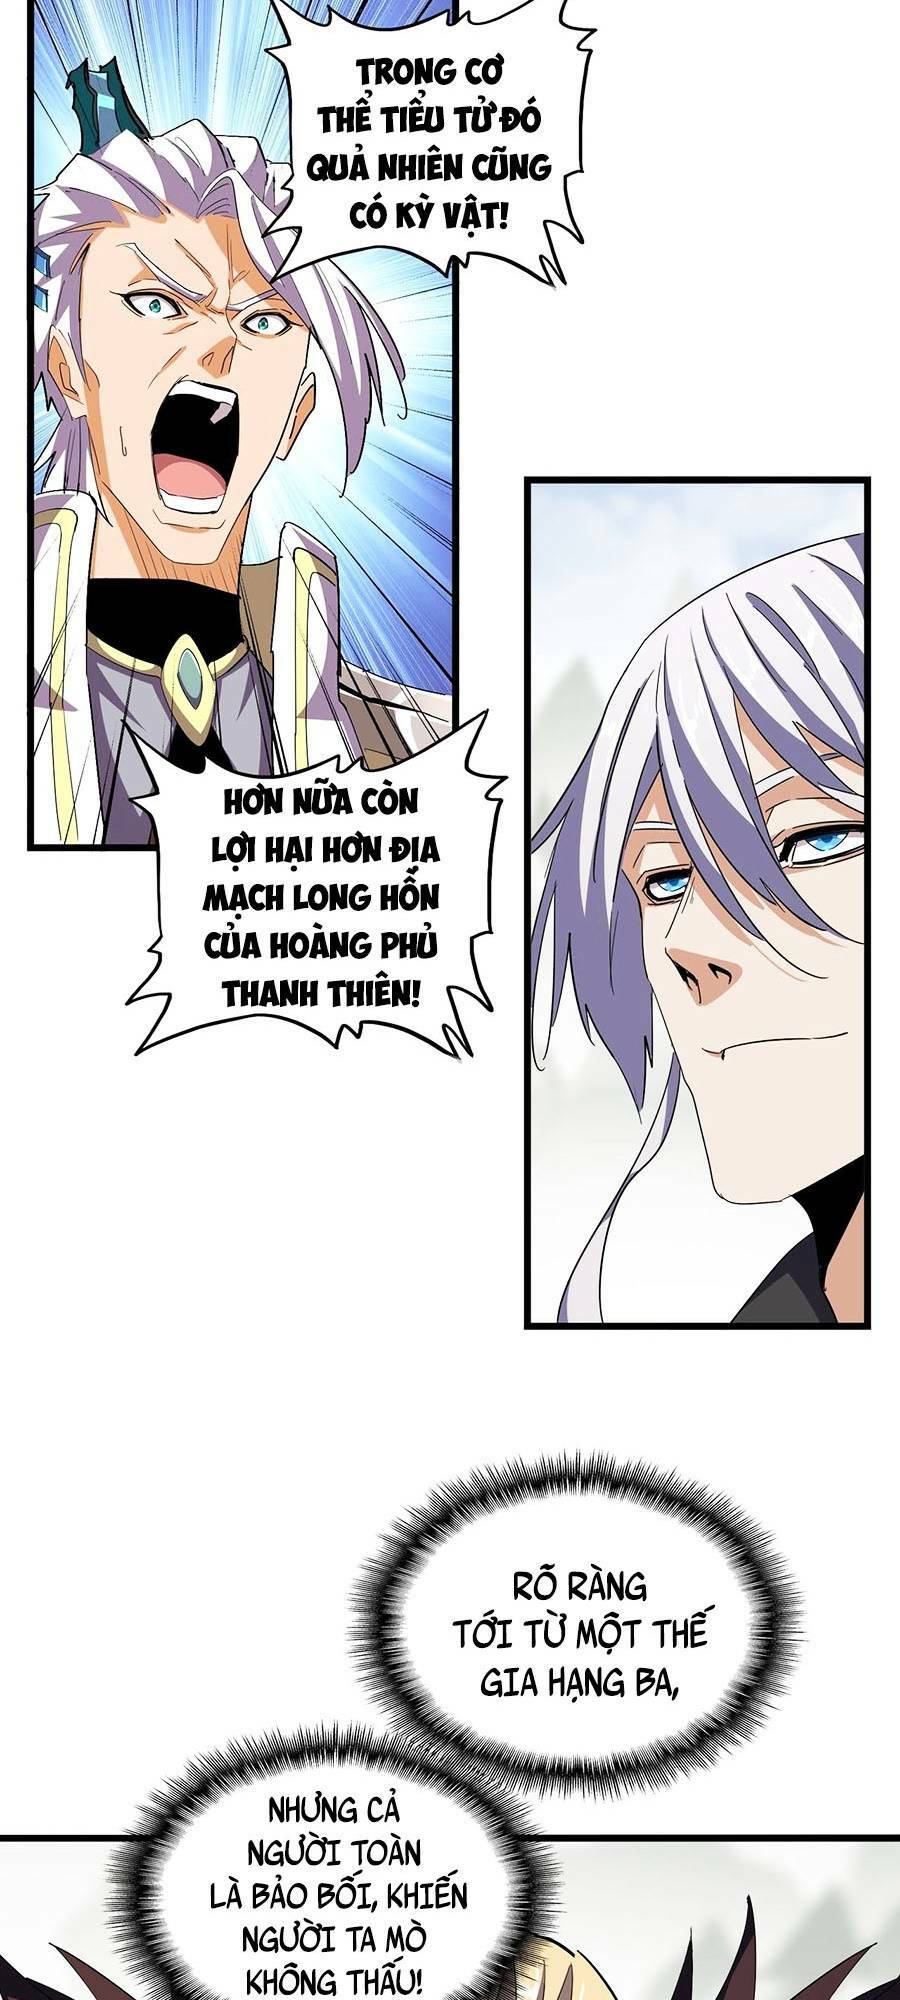 TRONG CƠ
THỂ TIỂU TỬ ĐÓ
QUẢ NHIÊN CŨNG
CÓ KỲ VẬT!
HƠN NỮA CÒN
LỢI HẠI HƠN ĐỊA
MẠCH LONG HỒN
CỦA HOÀNG PHỦ
THANH THIÊN!
RÕ RÀNG
TỚI TỪ MỘT THẾ
GIA HẠNG BA,
NHƯNG CẢ
NGƯỜI TOÀN
LÀ BẢO BỐI, KHIẾN
NGƯỜI TA MÒ
KHÔNG THẤU!